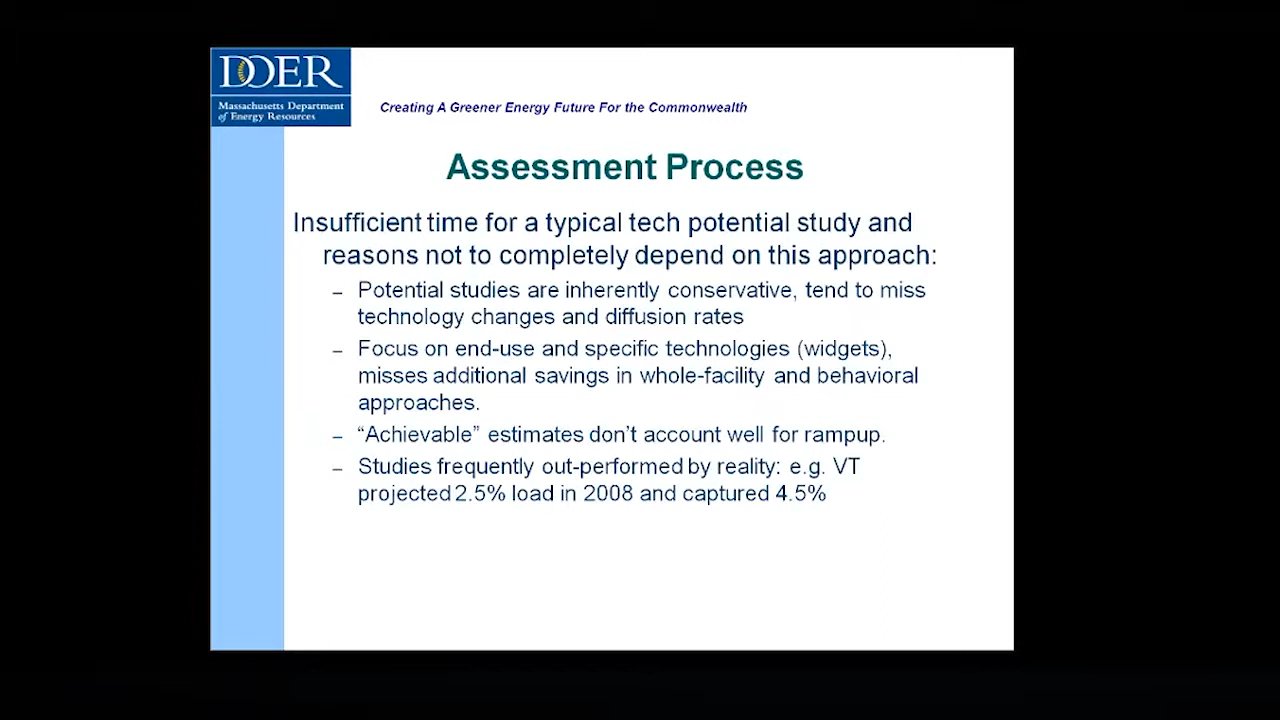 DOER
Massachusetts Department
of Energy Resources
Creating A Greener Energy Future For the Commonwealth
Assessment Process
Insufficient time for a typical tech potential study and
reasons not to completely depend on this approach:
– Potential studies are inherently conservative, tend to miss
technology changes and diffusion rates
– Focus on end-use and specific technologies (widgets),
misses additional savings in whole-facility and behavioral
approaches.
– “Achievable” estimates don’t account well for rampup.
– Studies frequently out-performed by reality: e.g. VT
projected 2.5% load in 2008 and captured 4.5%